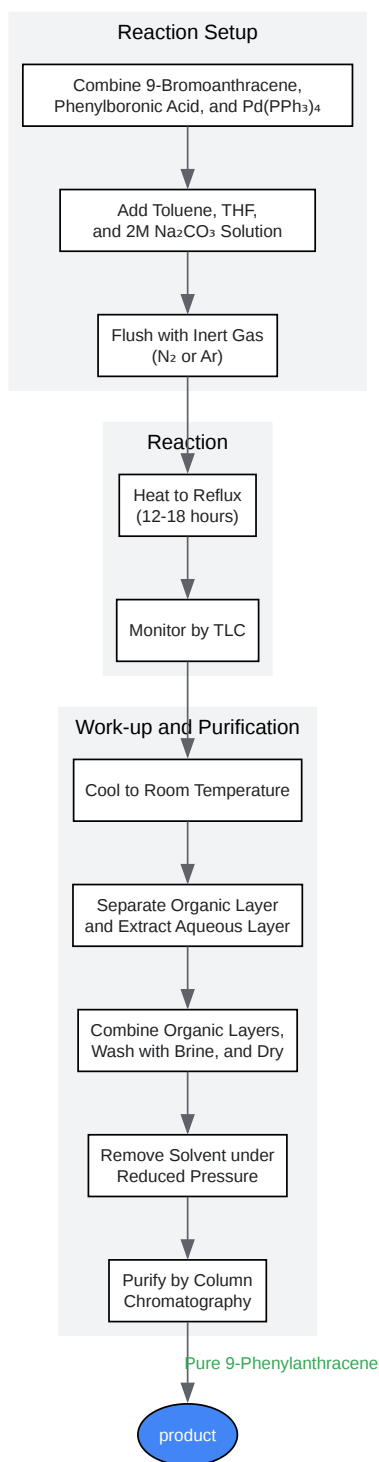 Reaction Setup
Combine 9-Bromoanthracene,
Phenylboronic Acid, and Pd(PPh₃)₄
Add Toluene, THF,
and 2M Na₂CO₃ Solution
Flush with Inert Gas
(N₂ or Ar)
Reaction
Heat to Reflux
(12-18 hours)
Monitor by TLC
Work-up and Purification
Cool to Room Temperature
Separate Organic Layer
and Extract Aqueous Layer
Combine Organic Layers,
Wash with Brine, and Dry
Remove Solvent under
Reduced Pressure
Purify by Column
Chromatography
Pure 9-Phenylanthracene
product